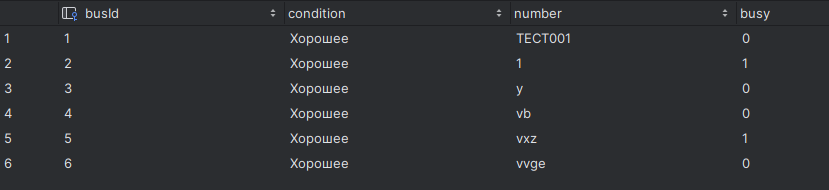 busId condition number busy
1 1 Хорошее ТЕСТ001 0
2 2 Хорошее 1 1
3 3 Хорошее y 0
4 4 Хорошее vb 0
5 5 Хорошее vxz 1
6 6 Хорошее vvge 0